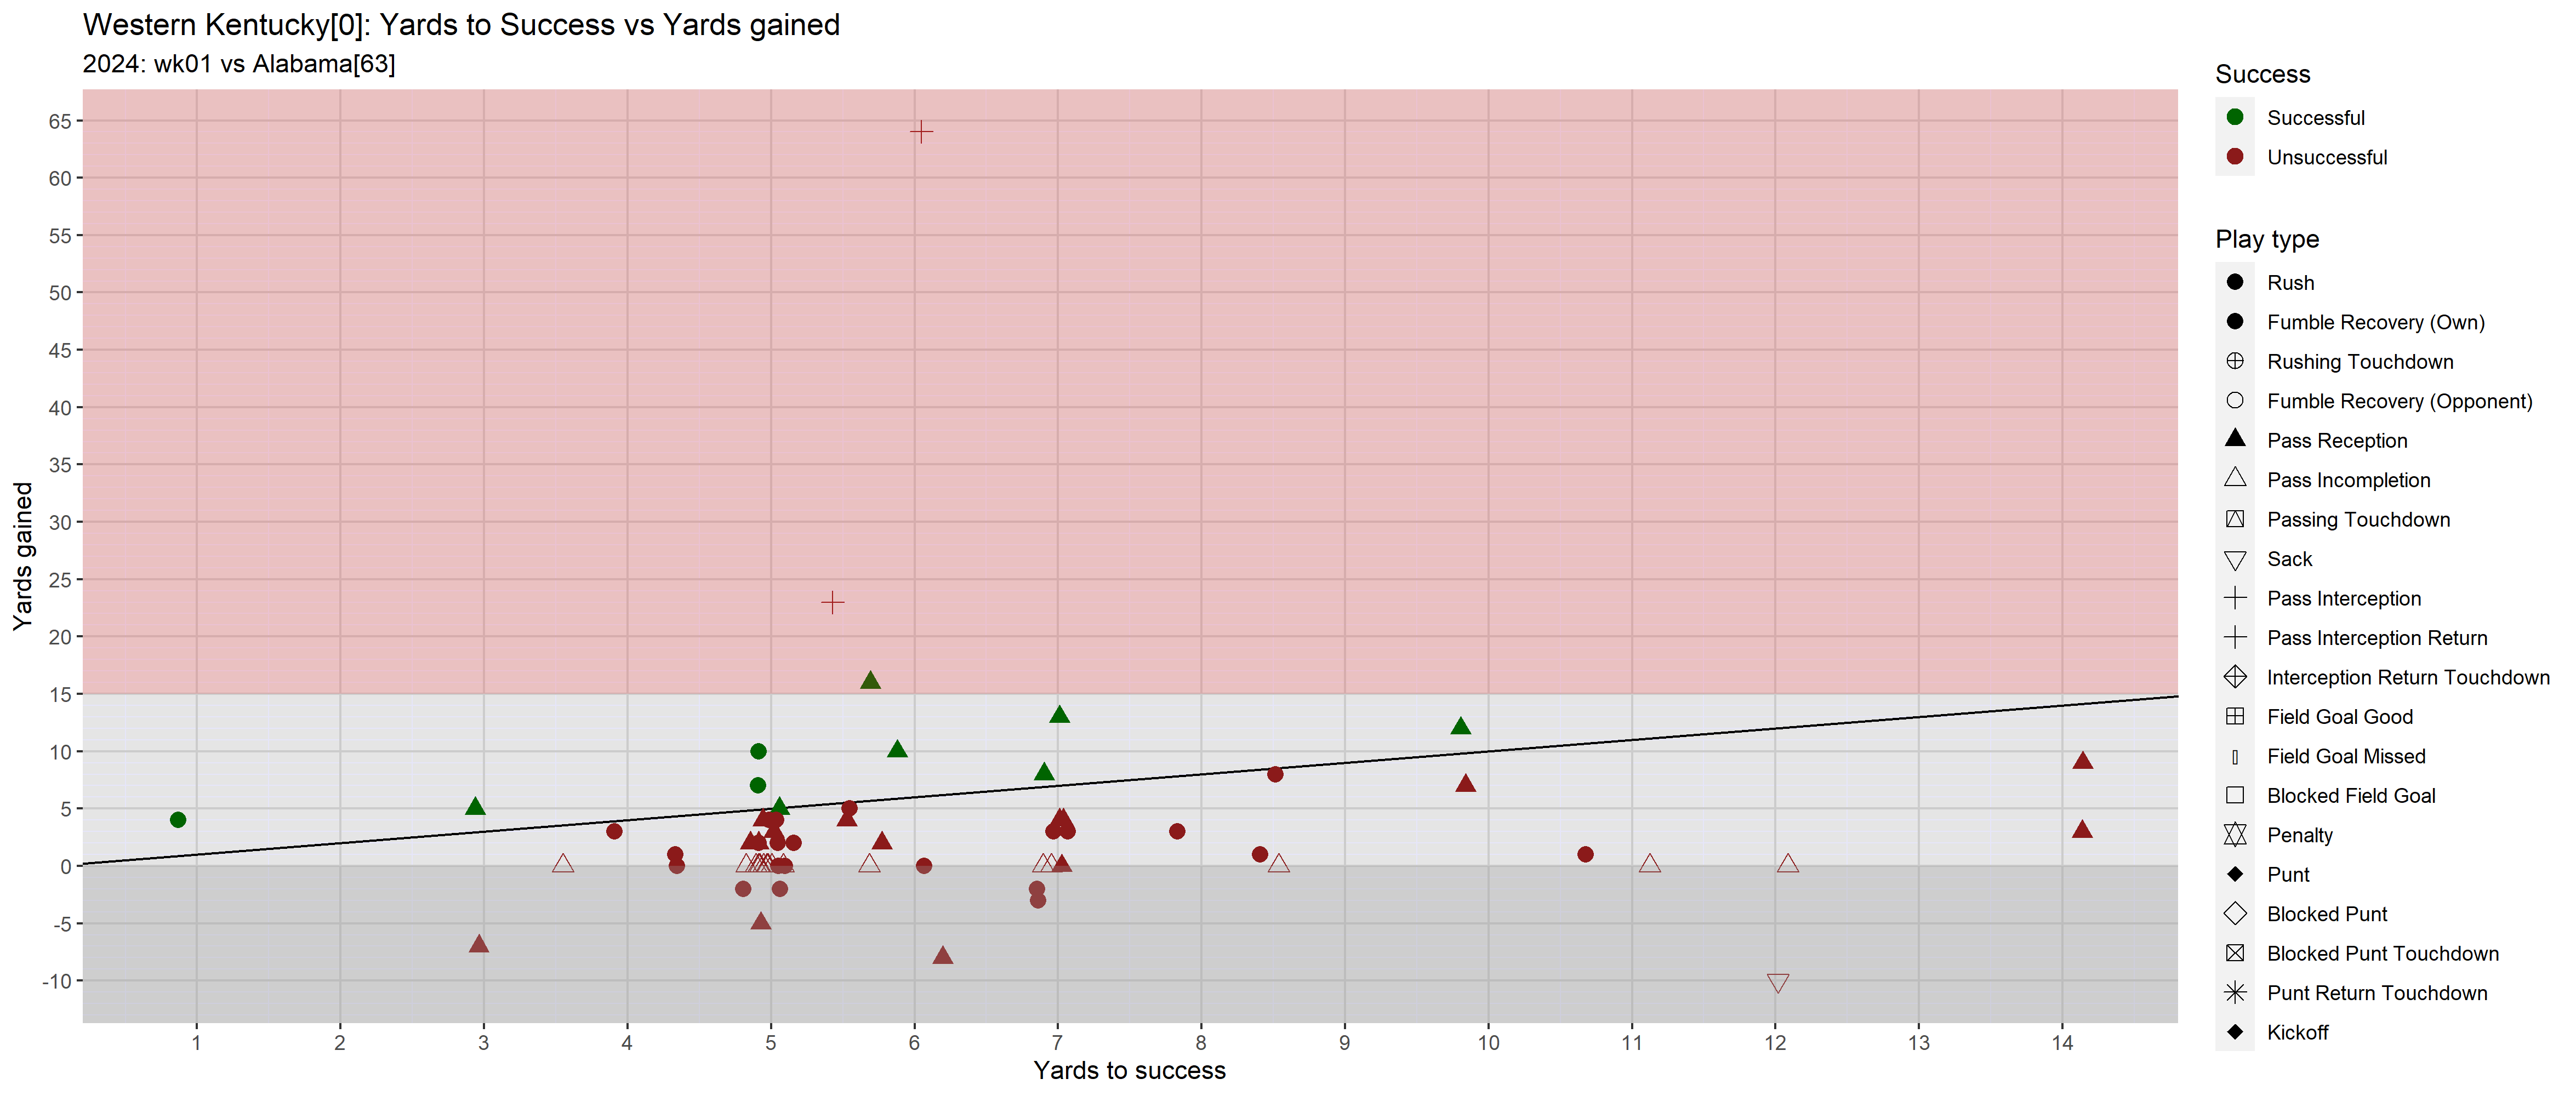 Western Kentucky[0]: Yards to Success vs Yards gained
2024: wk01 vs Alabama[63]
Yards gained
65
60
55
50
45
40
35
30
25
20
15
10
5
0
-5
-10
1 2 3 4 5 6 7 8 9 10 11 12 13 14
Yards to success
Success
Successful
Unsuccessful
Play type
Rush
Fumble Recovery (Own)
Rushing Touchdown
Fumble Recovery (Opponent)
Pass Reception
Pass Incompletion
Passing Touchdown
Sack
Pass Interception
Pass Interception Return
Interception Return Touchdown
Field Goal Good
Field Goal Missed
Blocked Field Goal
Penalty
Punt
Blocked Punt
Blocked Punt Touchdown
Punt Return Touchdown
Kickoff